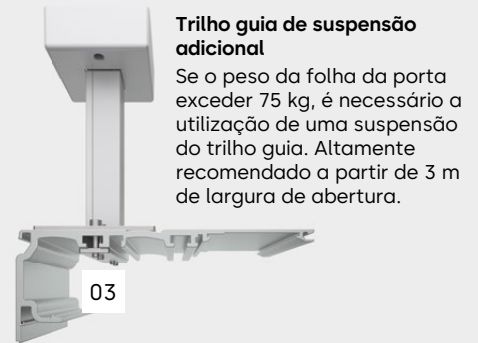 Trilho guia de suspensão
adicional
Se o peso da folha da porta
exceder 75 kg, é necessário a
utilização de uma suspensão
do trilho guia. Altamente
recomendado a partir de 3 m
de largura de abertura.
03